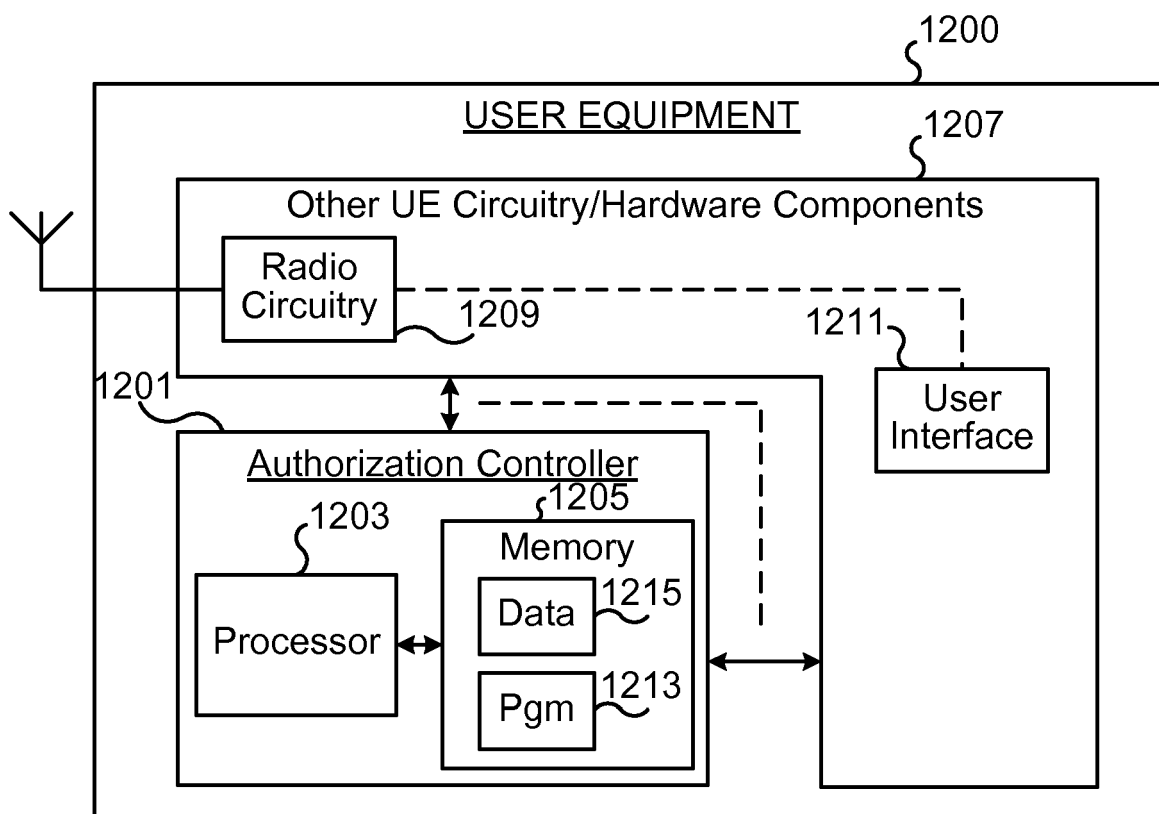 1200
USER EQUIPMENT
1207
Other UE Circuitry/Hardware Components
Radio
Circuitry
1209
1211
User
Interface
1201
Authorization Controller
1205
1203
Memory
Processor
Data
1215
Pgm
1213